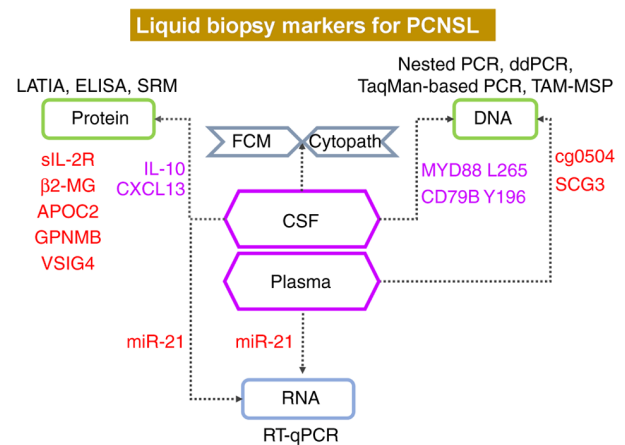 Liquid biopsy markers for PCNSL
LATIA, ELISA, SRM
Protein
Nested PCR, ddPCR,
TaqMan-based PCR, TAM-MSP
DNA
FCM
Cytopath
sIL-2R
β2-MG
APOC2
GPNMB
VSIG4
IL-10
CXCL13
MYD88 L265
CD79B Y196
cg0504
SCG3
CSF
Plasma
miR-21
miR-21
RNA
RT-qPCR